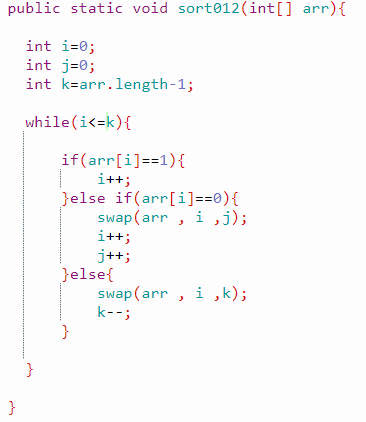 public static void sort012(int[] arr){
int i=0;
int j=0;
int k=arr.length-1;
while(i<=k){
if(arr[i]==1){
i++;
}else if(arr[i]==0){
swap(arr , i ,j);
i++;
j++;
}else{
swap(arr , i ,k);
k--;
}
}
}